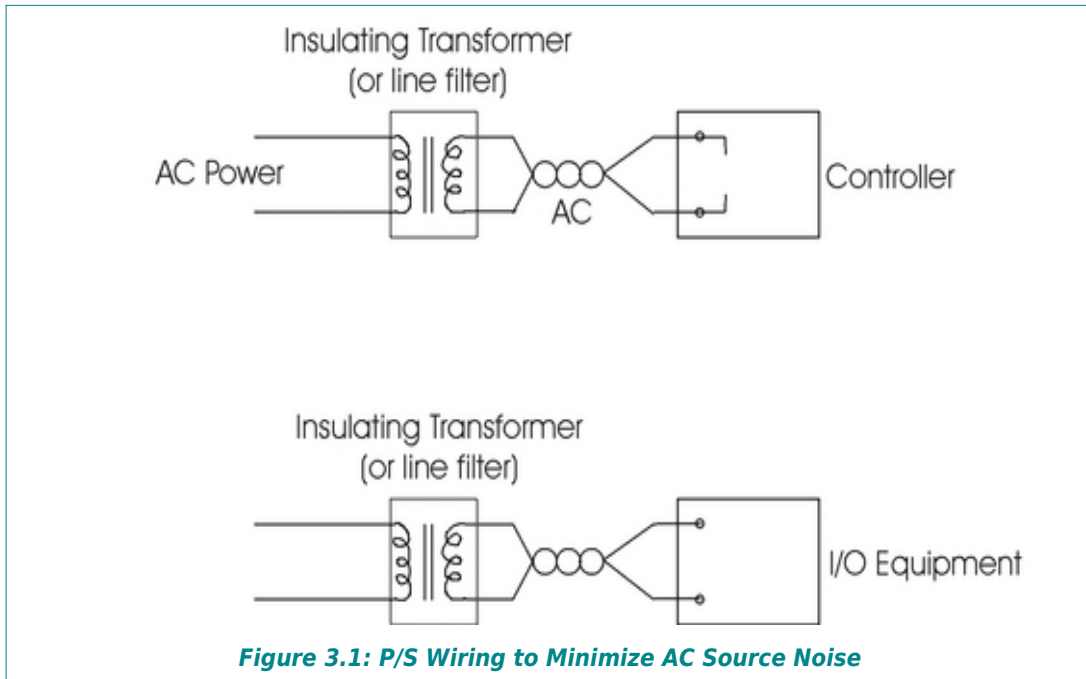 Insulating Transformer
(or line filter)
AC Power
AC
Controller
Insulating Transformer
(or line filter)
I/O Equipment
Figure 3.1: P/S Wiring to Minimize AC Source Noise